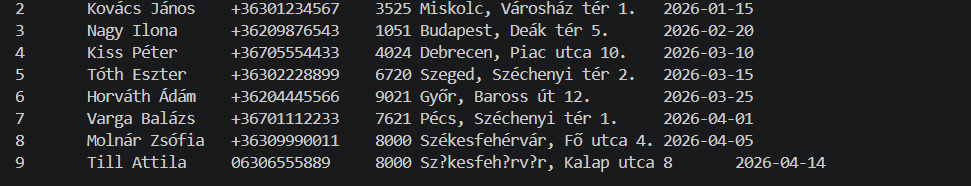 2 Kovács János +36301234567 3525 Miskolc, Városház tér 1. 2026-01-15
3 Nagy Ilona +36209876543 1051 Budapest, Deák tér 5. 2026-02-20
4 Kiss Péter +36705554433 4024 Debrecen, Piac utca 10. 2026-03-10
5 Tóth Eszter +36302228899 6720 Szeged, Széchenyi tér 2. 2026-03-15
6 Horváth Ádám +36204445566 9021 Győr, Baross út 12. 2026-03-25
7 Varga Balázs +36701112233 7621 Pécs, Széchenyi tér 1. 2026-04-01
8 Molnár Zsófia +36309990011 8000 Székesfehérvár, Fő utca 4. 2026-04-05
9 Till Attila 06306555889 8000 Sz?kesfeh?rv?r, Kalap utca 8 2026-04-14